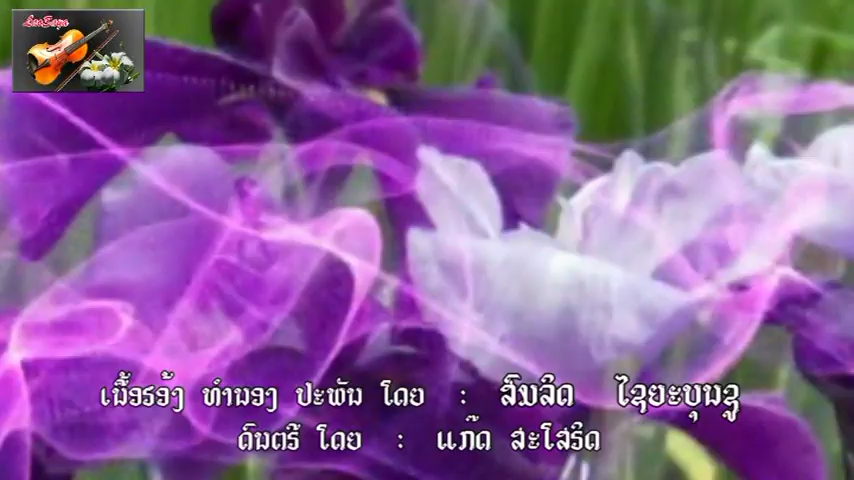 LaoSaya
ເນື້ອຮອ້ງ ທຳນອງ ປະພັນ ໂດຍ : ສົມລິດ ໄຊຍະບຸນຊູ
ດົນຕຣີ ໂດຍ : ແກ໊ດ ສະໂສຣິດ